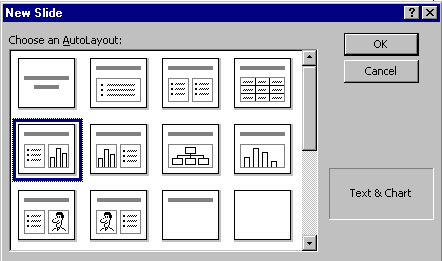 New Slide
Choose an AutoLayout:
OK
Cancel
Text & Chart